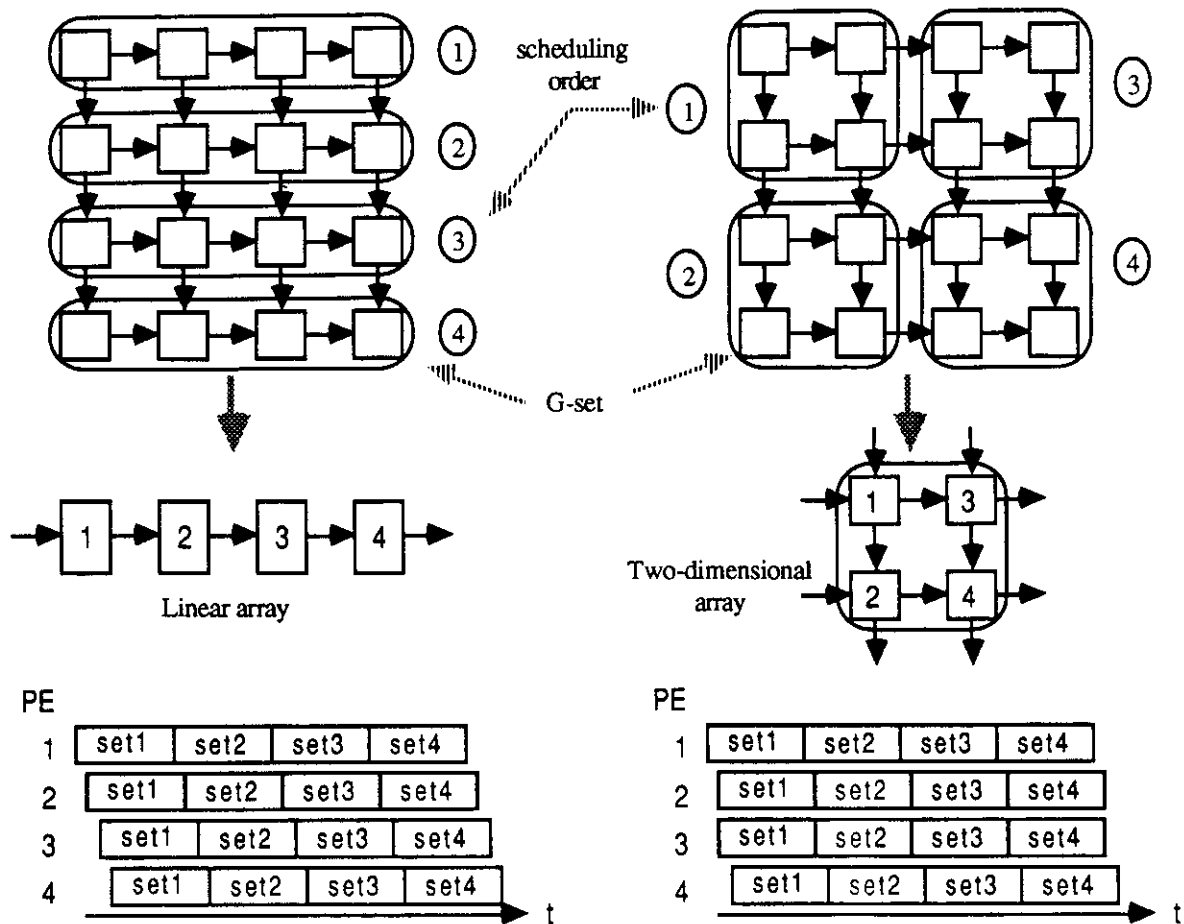 1
2
3
4
scheduling
order
1
3
2
4
G-set
1 2 3 4
Linear array
1 3
2 4
Two-dimensional
array
PE
1 set1 set2 set3 set4
2 set1 set2 set3 set4
3 set1 set2 set3 set4
4 set1 set2 set3 set4
t
PE
1 set1 set2 set3 set4
2 set1 set2 set3 set4
3 set1 set2 set3 set4
4 set1 set2 set3 set4
t